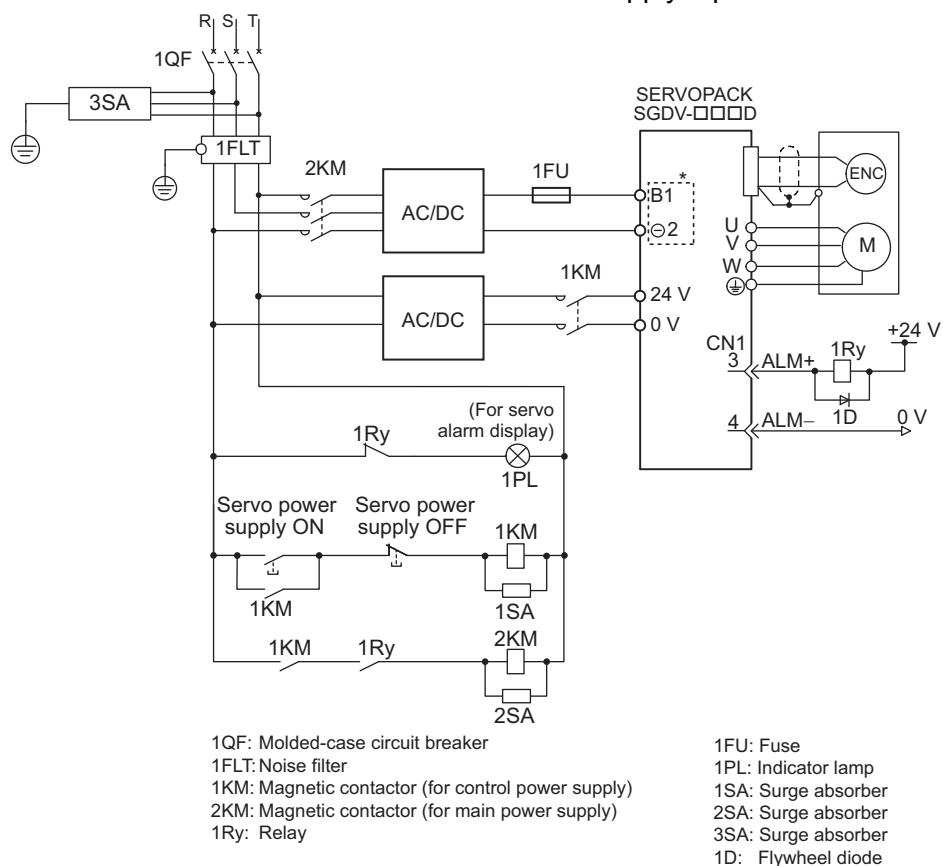 R S T
1QF
3SA
1FLT
2KM
AC/DC
1FU
SERVOPACK
SGDV-□□□D
B1
*
⊖2
ENC
U
V
W
M
AC/DC
1KM
24 V
0 V
CN1
3
ALM+
1Ry
+24 V
1D
4
ALM−
0 V
(For servo
alarm display)
1Ry
1PL
Servo power
supply ON
Servo power
supply OFF
1KM
1KM
1SA
1KM
1Ry
2KM
2SA
1QF: Molded-case circuit breaker
1FLT: Noise filter
1KM: Magnetic contactor (for control power supply)
2KM: Magnetic contactor (for main power supply)
1Ry: Relay
1FU: Fuse
1PL: Indicator lamp
1SA: Surge absorber
2SA: Surge absorber
3SA: Surge absorber
1D: Flywheel diode